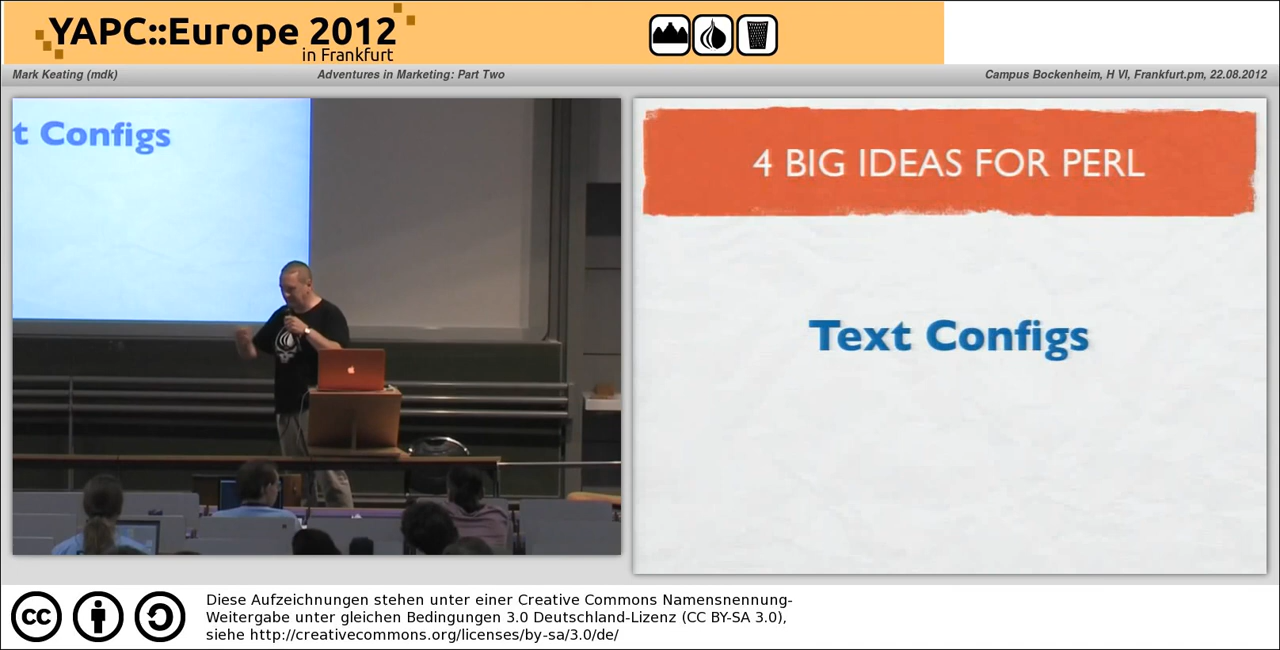 YAPC::Europe 2012
in Frankfurt
Mark Keating (mdk)
Adventures in Marketing: Part Two
Campus Bockenheim, H VI, Frankfurt.pm, 22.08.2012
t Configs
4 BIG IDEAS FOR PERL
Text Configs
cc
Diese Aufzeichnungen stehen unter einer Creative Commons Namensnennung-
Weitergabe unter gleichen Bedingungen 3.0 Deutschland-Lizenz (CC BY-SA 3.0),
siehe http://creativecommons.org/licenses/by-sa/3.0/de/